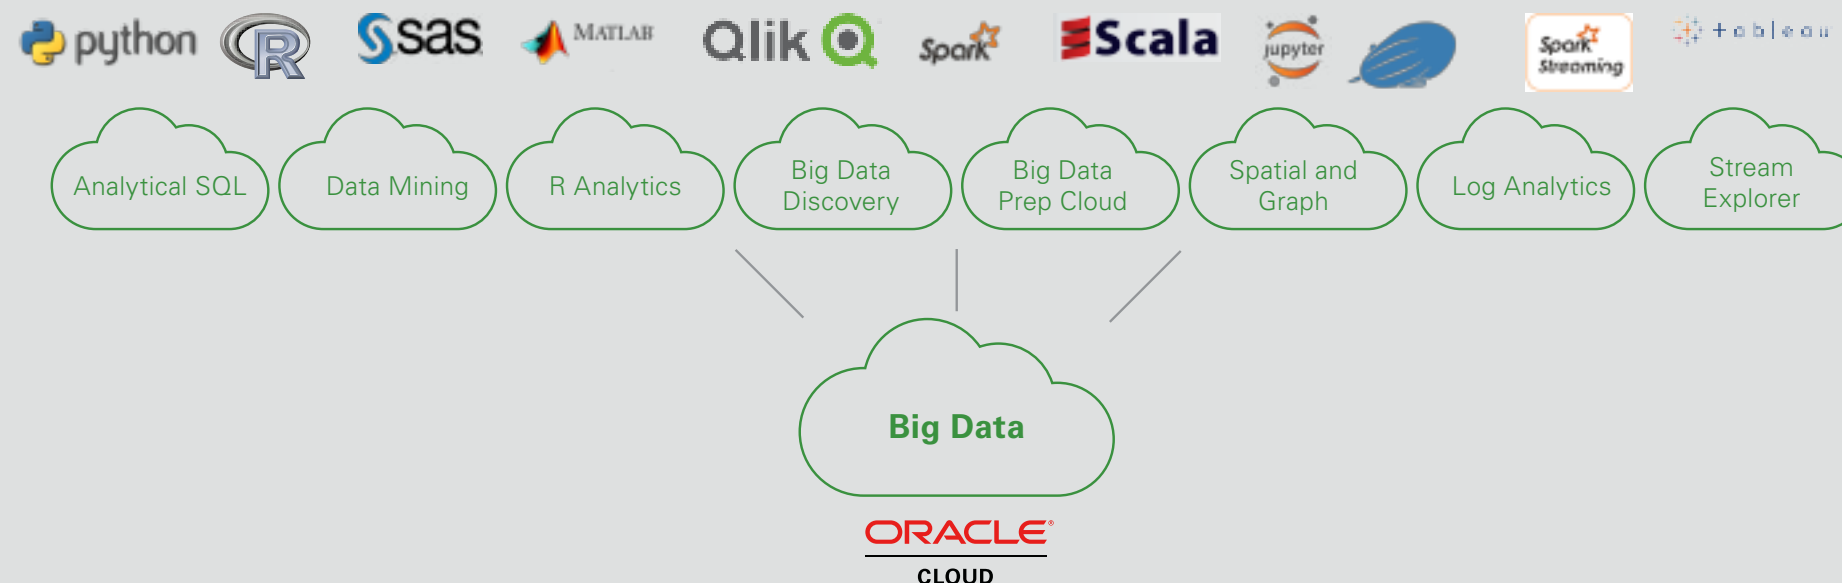 python R sas MATLAB Qlik Spark Scala jupyter Spark Streaming +ableau
Analytical SQL
Data Mining
R Analytics
Big Data
Discovery
Big Data
Prep Cloud
Spatial and
Graph
Log Analytics
Stream
Explorer
Big Data
ORACLE®
CLOUD